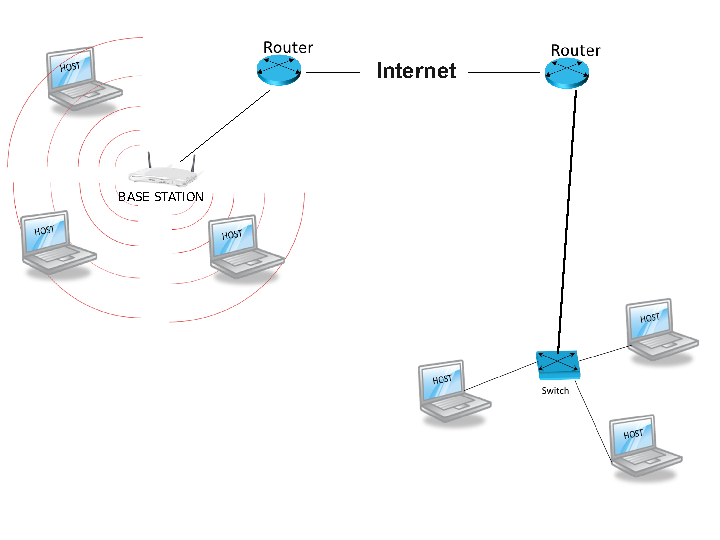 Router
Router
Internet
HOST
BASE STATION
HOST
HOST
HOST
HOST
Switch
HOST